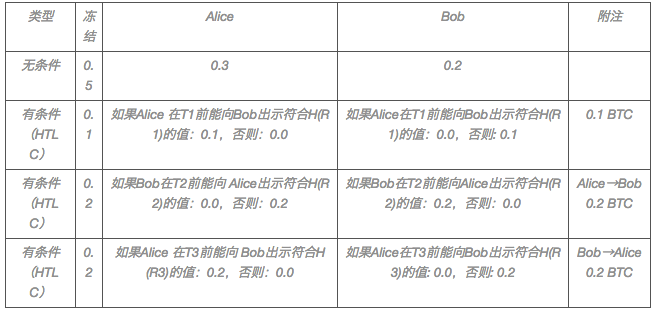 类型 冻结 Alice Bob 附注
无条件 0.5 0.3 0.2
有条件（HTLC） 0.1 如果Alice 在T1前能向Bob出示符合H(R1)的值：0.1，否则：0.0 如果Alice在T1前能向Bob出示符合H(R1)的值：0.0，否则: 0.1 0.1 BTC
有条件（HTLC） 0.2 如果Bob在T2前能向 Alice出示符合H(R2)的值：0.0，否则：0.2 如果Bob在T2前能向Alice出示符合H(R2)的值：0.2，否则：0.0 Alice→Bob 0.2 BTC
有条件（HTLC） 0.2 如果Alice 在T3前能向 Bob出示符合H(R3)的值：0.2，否则：0.0 如果Alice在T3前能向Bob出示符合H(R3)的值: 0.0，否则: 0.2 Bob→Alice 0.2 BTC